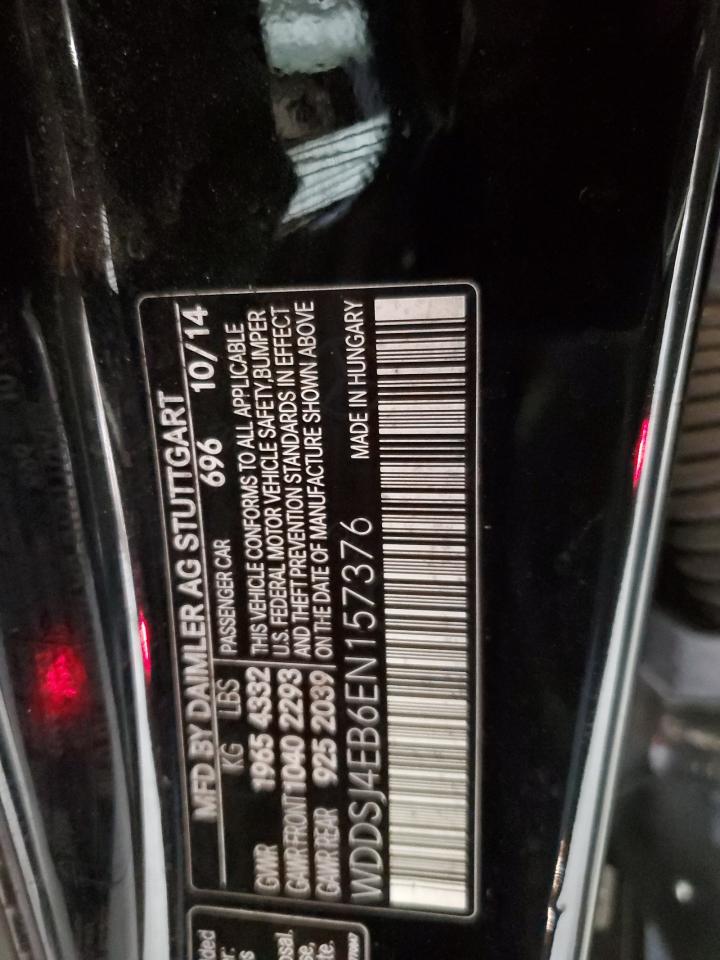 MFD BY DAIMLER AG STUTTGART
KG LBS PASSENGER CAR 696 10/14
GVWR 1965 4332 THIS VEHICLE CONFORMS TO ALL APPLICABLE
GAWR FRONT 1040 2293 U.S. FEDERAL MOTOR VEHICLE SAFETY,BUMPER
GAWR REAR 925 2039 AND THEFT PREVENTION STANDARDS IN EFFECT
ON THE DATE OF MANUFACTURE SHOWN ABOVE
WDDSJ4EB6EN157376 MADE IN HUNGARY